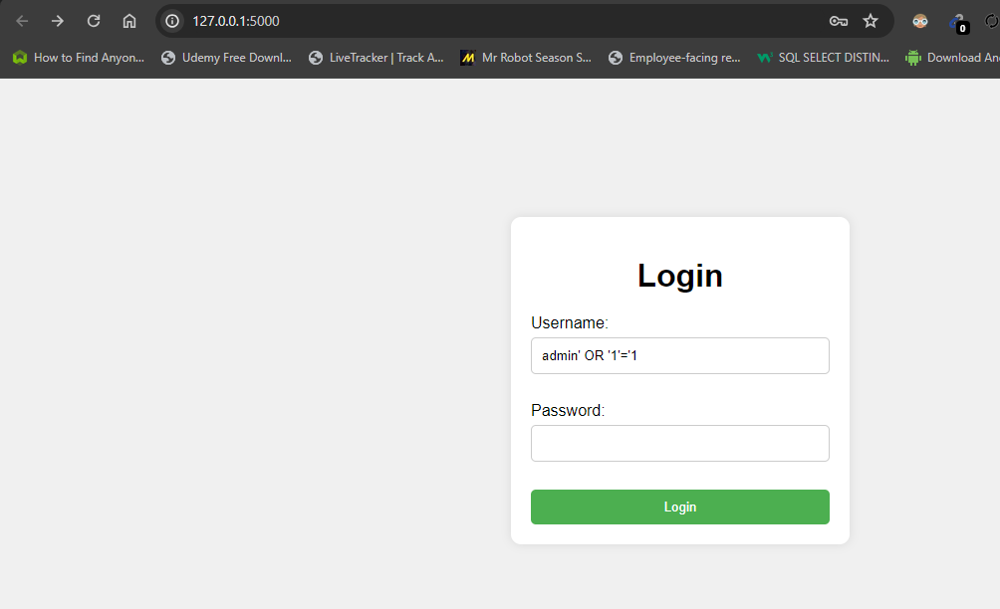 127.0.0.1:5000
0
How to Find Anyon... Udemy Free Downl... LiveTracker | Track A... Mr Robot Season S... Employee-facing re... SQL SELECT DISTIN... Download An
Login
Username:
admin' OR '1'='1
Password:
Login